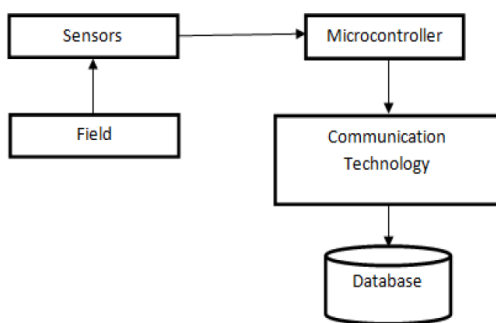 Sensors
Microcontroller
Field
Communication
Technology
Database